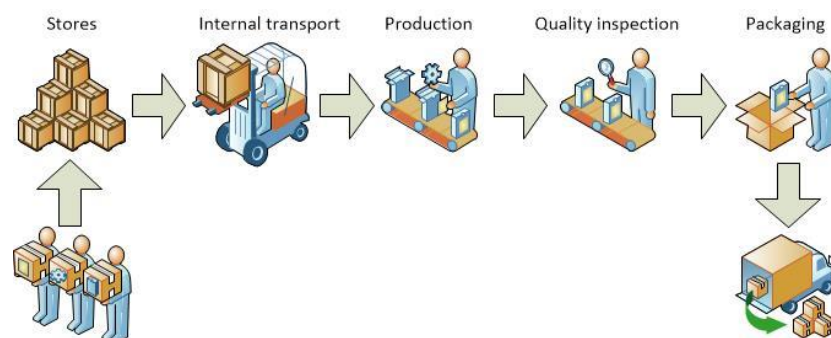 Stores
Internal transport
Production
Quality inspection
Packaging